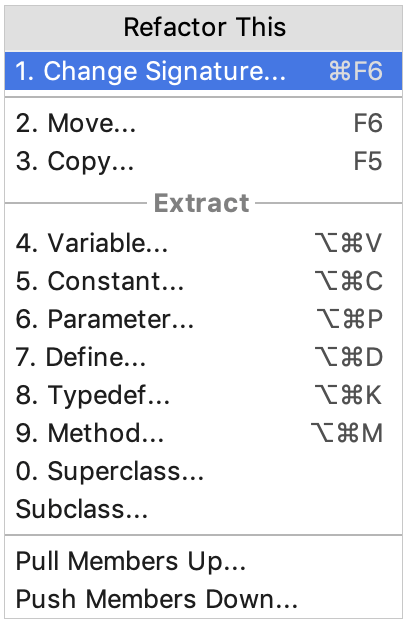 Refactor This
1. Change Signature... ⌘F6
2. Move... F6
3. Copy... F5
Extract
4. Variable... ⌥⌘V
5. Constant... ⌥⌘C
6. Parameter... ⌥⌘P
7. Define... ⌥⌘D
8. Typedef... ⌥⌘K
9. Method... ⌥⌘M
0. Superclass...
Subclass...
Pull Members Up...
Push Members Down...